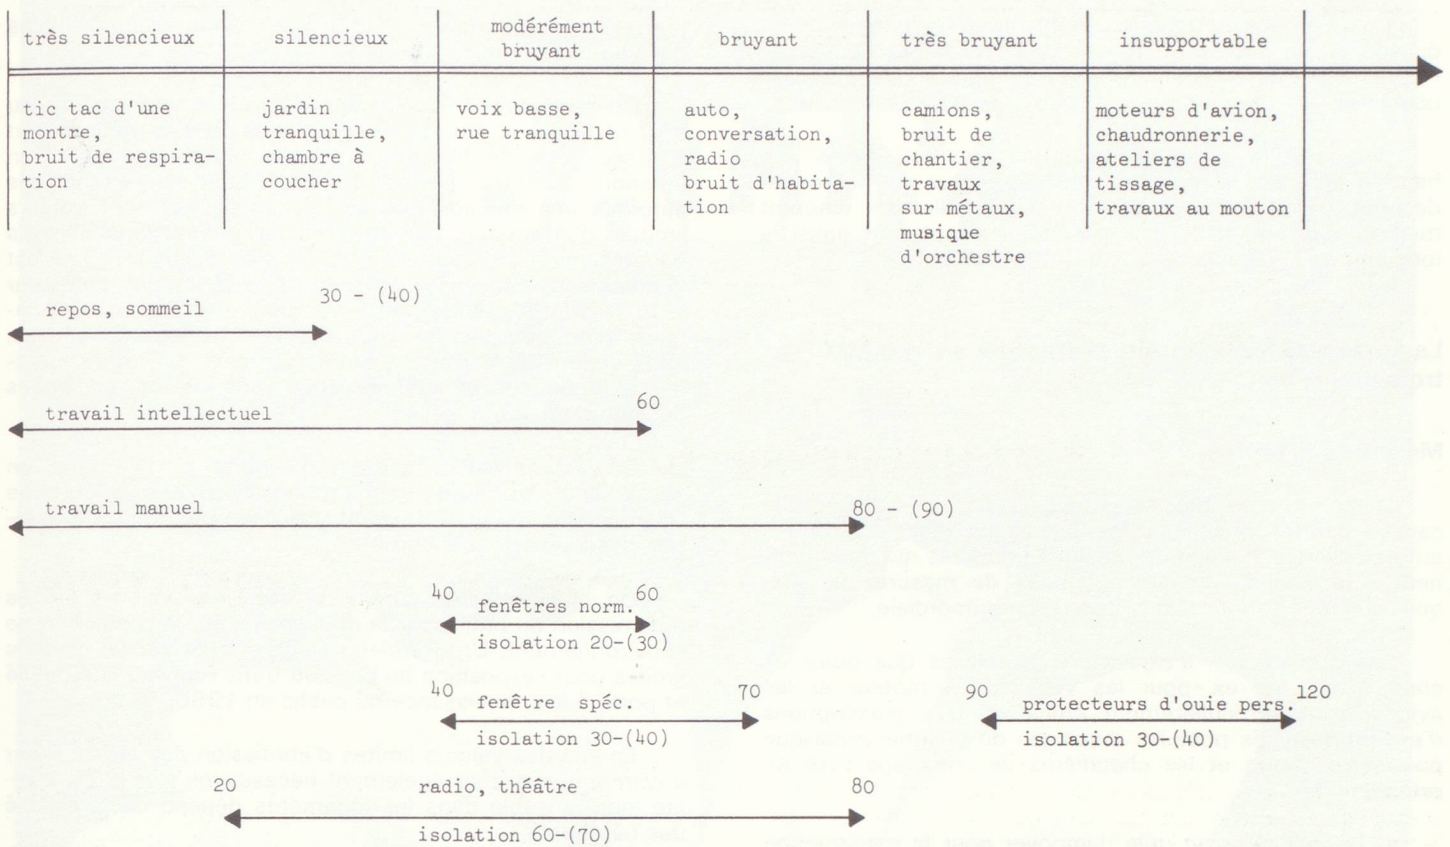 très silencieux
silencieux
modérément
bruyant
bruyant
très bruyant
insupportable
tic tac d'une
montre,
bruit de respira-
tion
jardin
tranquille,
chambre à
coucher
voix basse,
rue tranquille
auto,
conversation,
radio
bruit d'habita-
tion
camions,
bruit de
chantier,
travaux
sur métaux,
musique
d'orchestre
moteurs d'avion,
chaudronnerie,
ateliers de
tissage,
travaux au mouton
repos, sommeil
30 - (40)
travail intellectuel
60
travail manuel
80 - (90)
40
fenêtres norm.
60
isolation 20-(30)
40
fenêtre spéc.
70
isolation 30-(40)
90
protecteurs d'ouie pers.
120
isolation 30-(40)
20
radio, théâtre
80
isolation 60-(70)